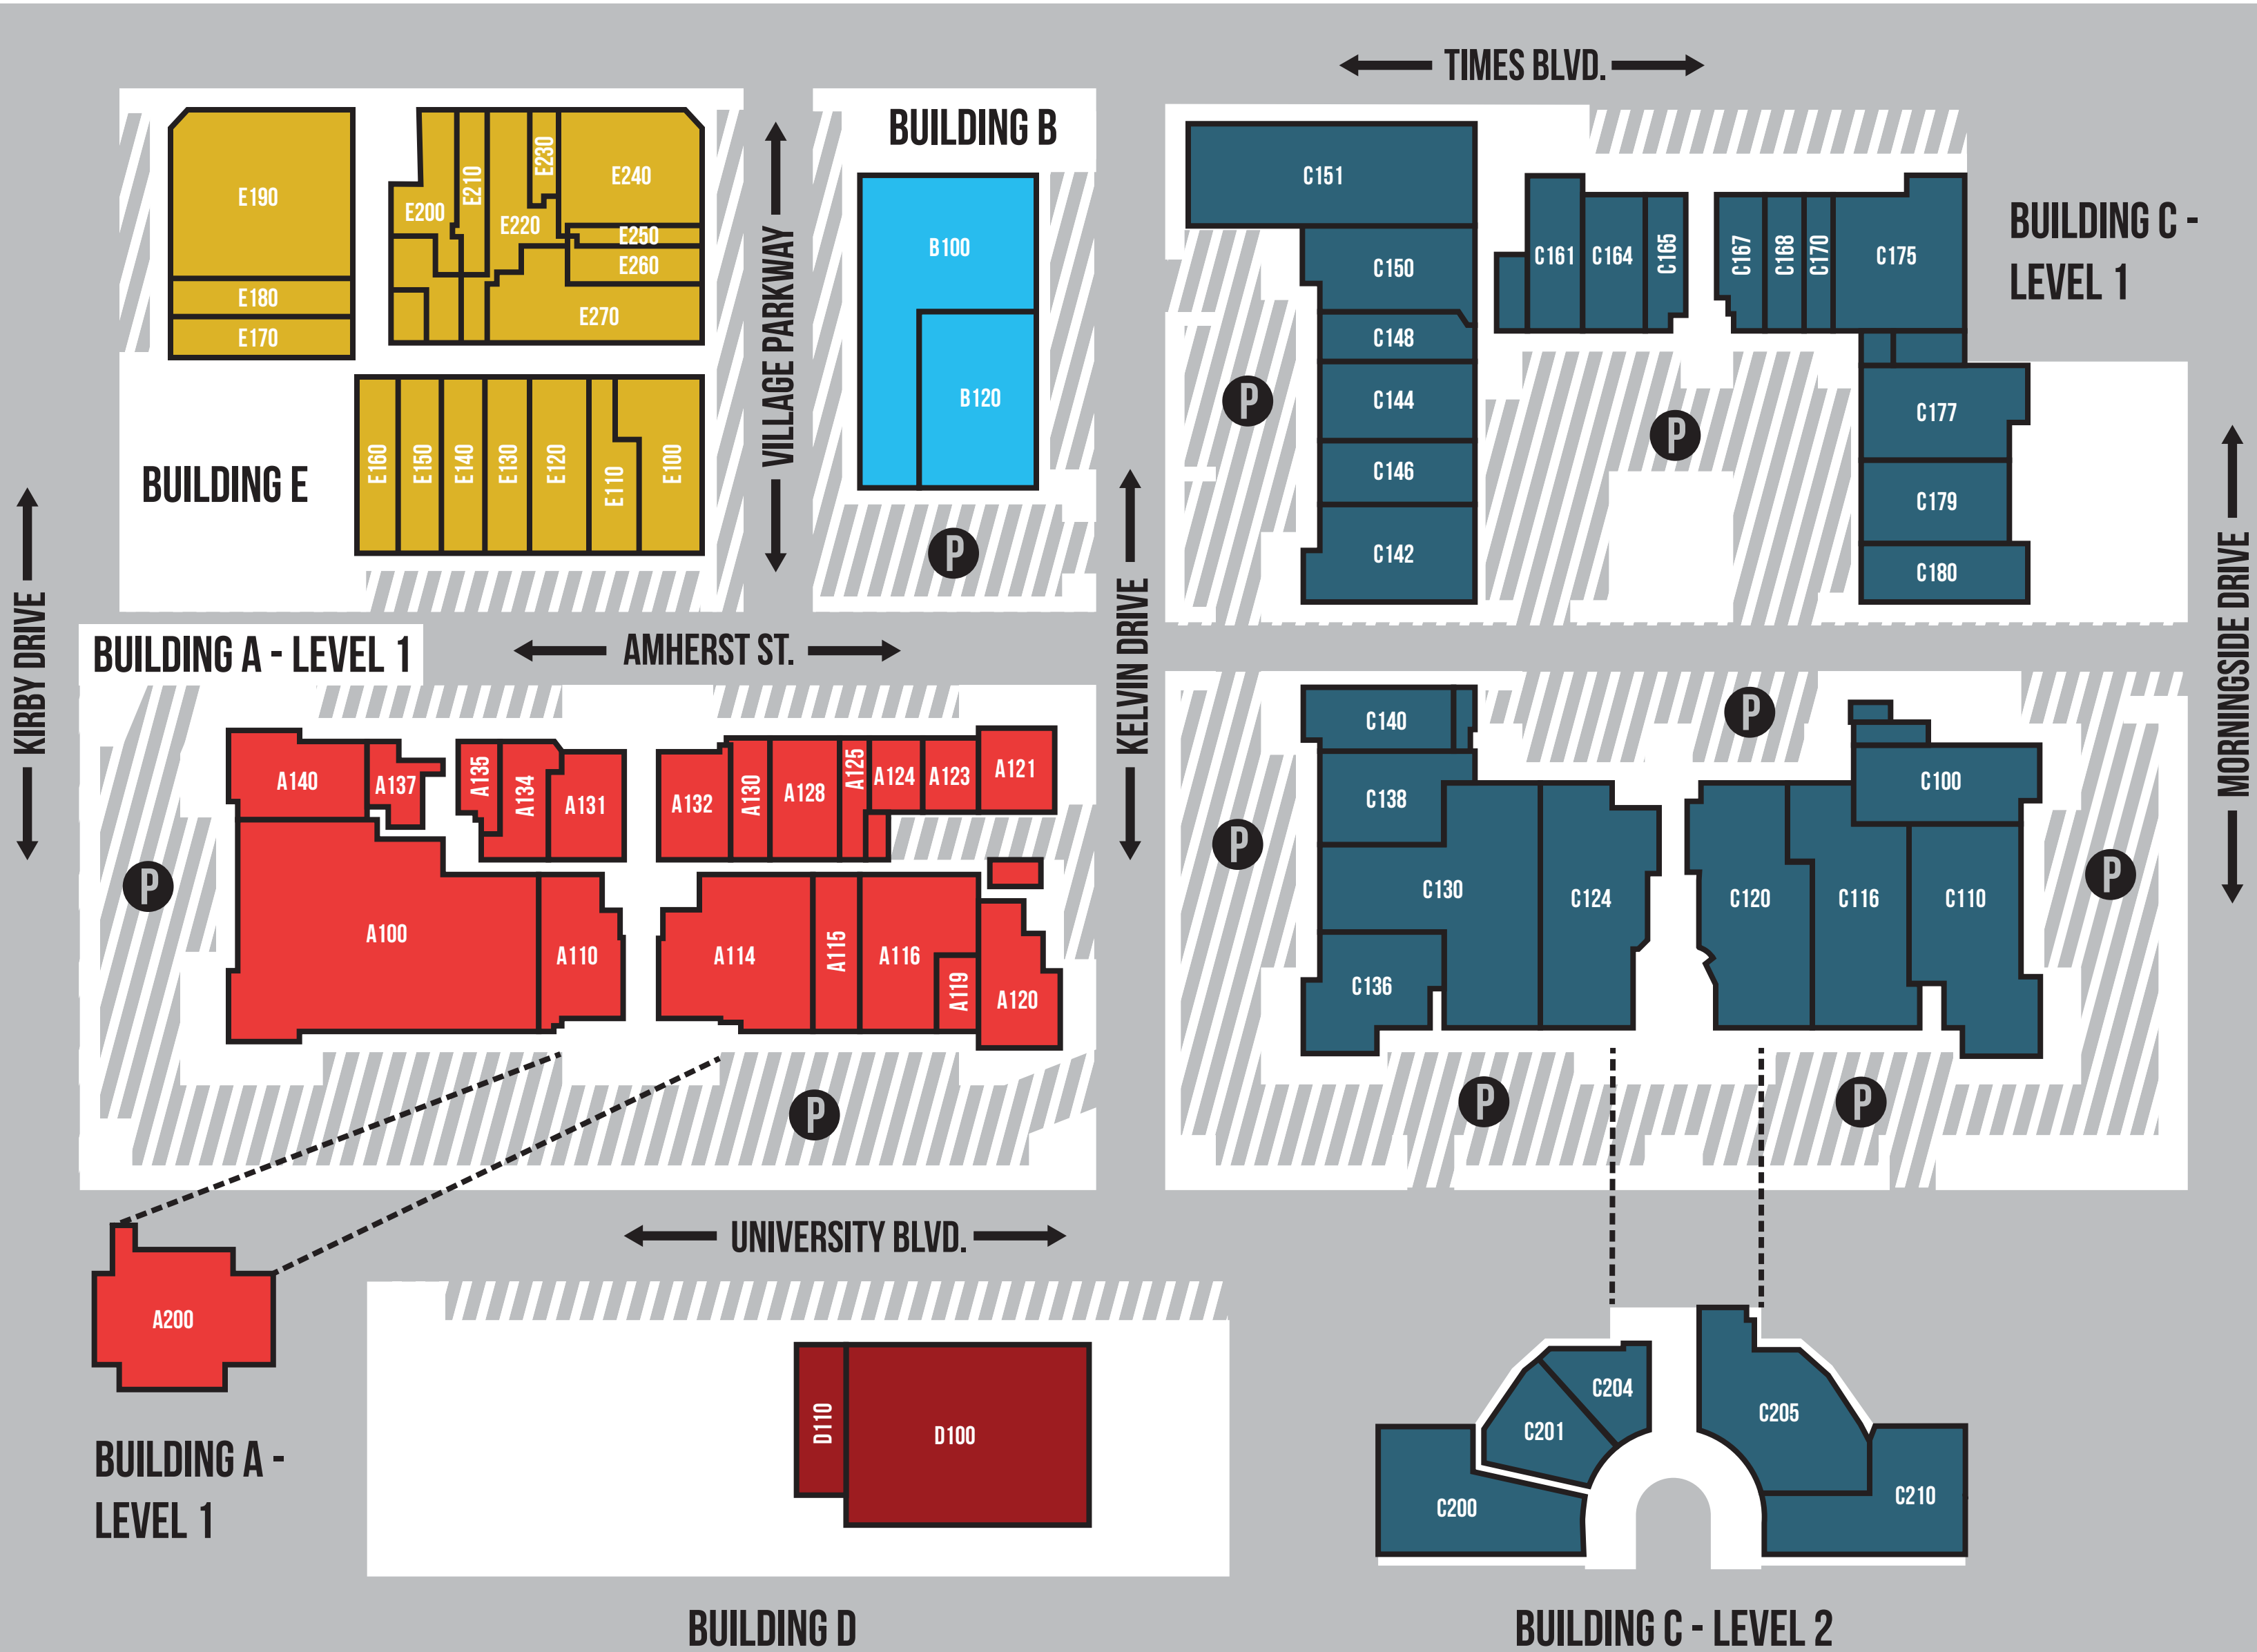 TIMES BLVD.
BUILDING B
BUILDING C -
LEVEL 1
E190
E180
E170
E200
E210
E220
E230
E240
E250
E260
E270
E160
E150
E140
E130
E120
E110
E100
BUILDING E
VILLAGE PARKWAY
B100
B120
P
C151
C150
C148
C144
C146
C142
P
C161
C164
C165
C167
C168
C170
C175
P
C177
C179
C180
KIRBY DRIVE
KELVIN DRIVE
MORNINGSIDE DRIVE
BUILDING A - LEVEL 1
AMHERST ST.
A140
A137
A135
A134
A131
A132
A130
A128
A125
A124
A123
A121
P
A100
A110
A114
A115
A116
A119
A120
P
C140
C138
C130
C136
C124
C120
C116
C110
C100
P
P
P
P
P
UNIVERSITY BLVD.
A200
BUILDING A -
LEVEL 1
D110
D100
BUILDING D
C204
C201
C200
C205
C210
BUILDING C - LEVEL 2